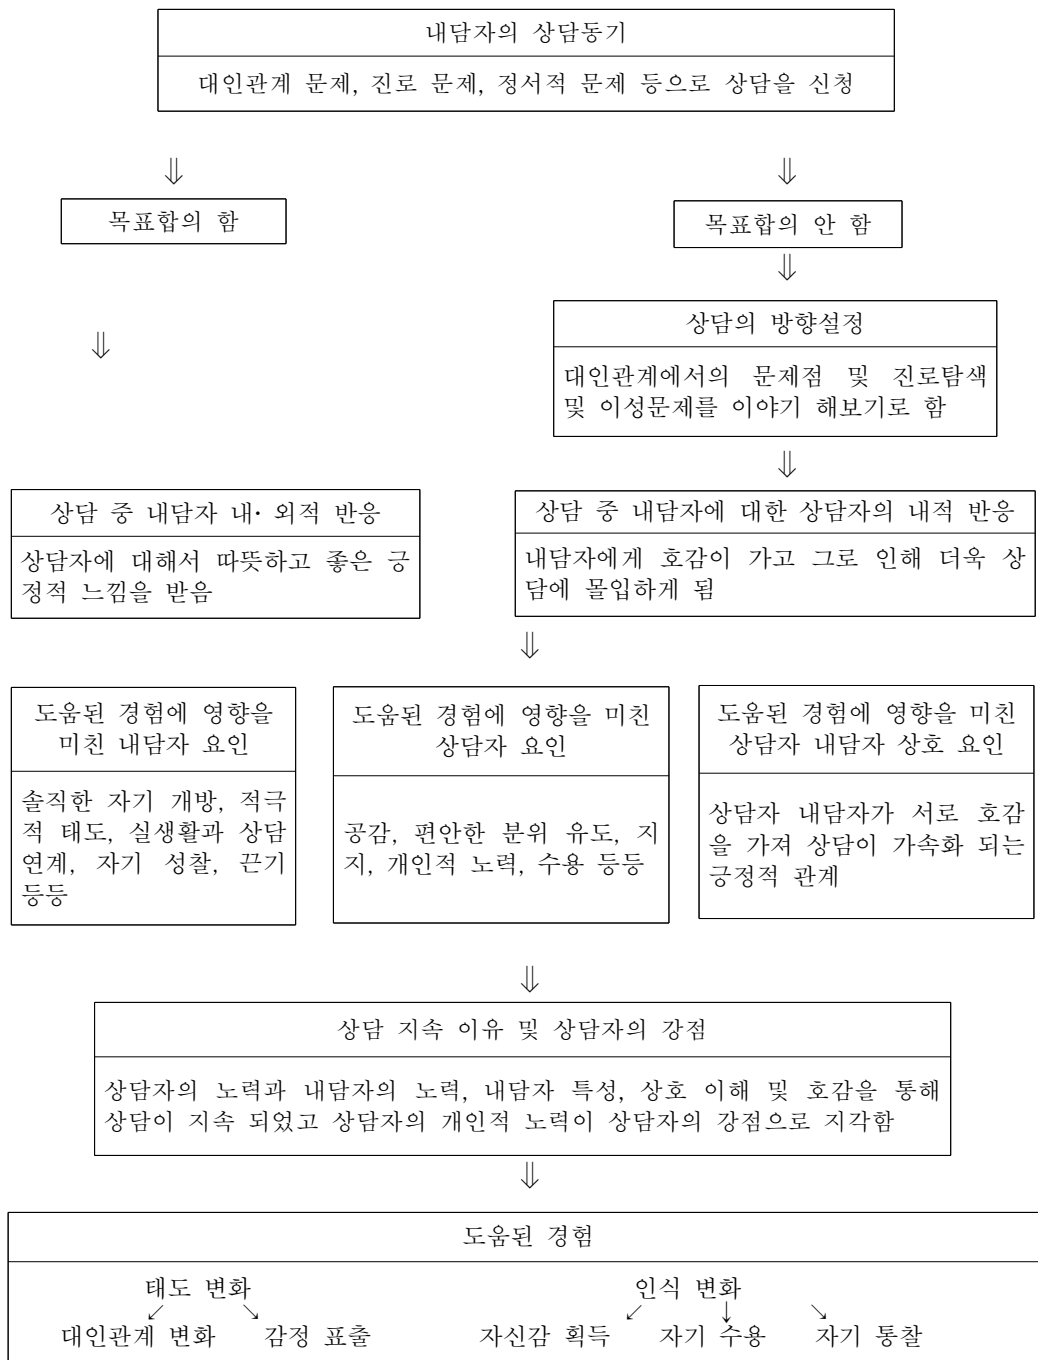 내담자의 상담동기
대인관계 문제, 진로 문제, 정서적 문제 등으로 상담을 신청
⇓ ⇓
목표합의 함
목표합의 안 함
⇓
상담의 방향설정
⇓
대인관계에서의 문제점 및 진로탐색
및 이성문제를 이야기 해보기로 함
⇓
상담 중 내담자 내· 외적 반응
상담자에 대해서 따뜻하고 좋은 긍
정적 느낌을 받음
상담 중 내담자에 대한 상담자의 내적 반응
내담자에게 호감이 가고 그로 인해 더욱 상
담에 몰입하게 됨
⇓
도움된 경험에 영향을
미친 내담자 요인
솔직한 자기 개방, 적극
적 태도, 실생활과 상담
연계, 자기 성찰, 끈기
등등
도움된 경험에 영향을 미친
상담자 요인
공감, 편안한 분위 유도, 지
지, 개인적 노력, 수용 등등
도움된 경험에 영향을 미친
상담자 내담자 상호 요인
상담자 내담자가 서로 호감
을 가져 상담이 가속화 되는
긍정적 관계
⇓
상담 지속 이유 및 상담자의 강점
상담자의 노력과 내담자의 노력, 내담자 특성, 상호 이해 및 호감을 통해
상담이 지속 되었고 상담자의 개인적 노력이 상담자의 강점으로 지각함
⇓
도움된 경험
태도 변화 인식 변화
↙ ↘ ↙ ↓ ↘
대인관계 변화 감정 표출 자신감 획득 자기 수용 자기 통찰